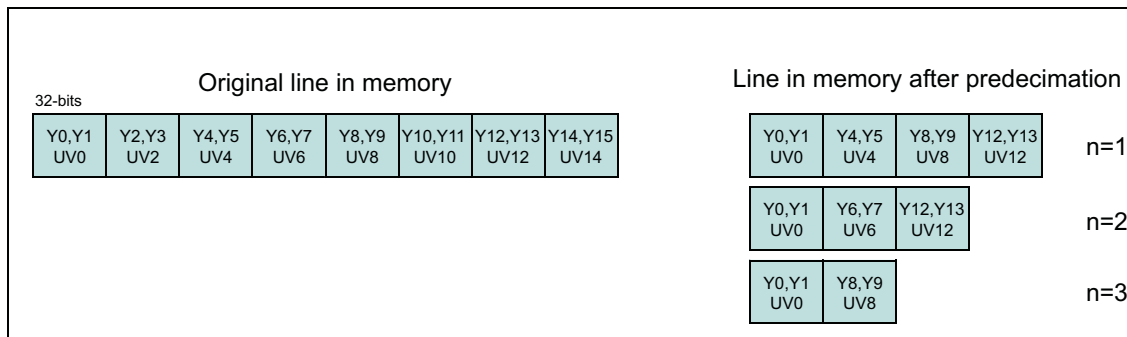 Original line in memory
32-bits
Y0,Y1 Y2,Y3 Y4,Y5 Y6,Y7 Y8,Y9 Y10,Y11 Y12,Y13 Y14,Y15
UV0 UV2 UV4 UV6 UV8 UV10 UV12 UV14
Line in memory after predecimation
Y0,Y1 Y4,Y5 Y8,Y9 Y12,Y13
UV0 UV4 UV8 UV12
n=1
Y0,Y1 Y6,Y7 Y12,Y13
UV0 UV6 UV12
n=2
Y0,Y1 Y8,Y9
UV0 UV8
n=3